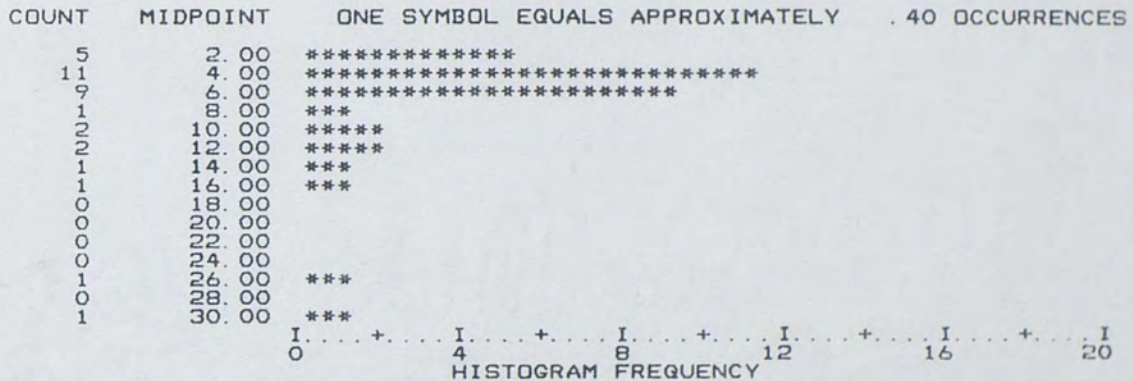 COUNT MIDPOINT ONE SYMBOL EQUALS APPROXIMATELY .40 OCCURRENCES
5 2.00 *************
11 4.00 ****************************
9 6.00 ***********************
1 8.00 ***
2 10.00 *****
2 12.00 *****
1 14.00 ***
1 16.00 ***
0 18.00
0 20.00
0 22.00
0 24.00
1 26.00 ***
0 28.00
1 30.00 ***
I....+....I....+....I....+....I....+....I....+....I
0 4 8 12 16 20
HISTOGRAM FREQUENCY